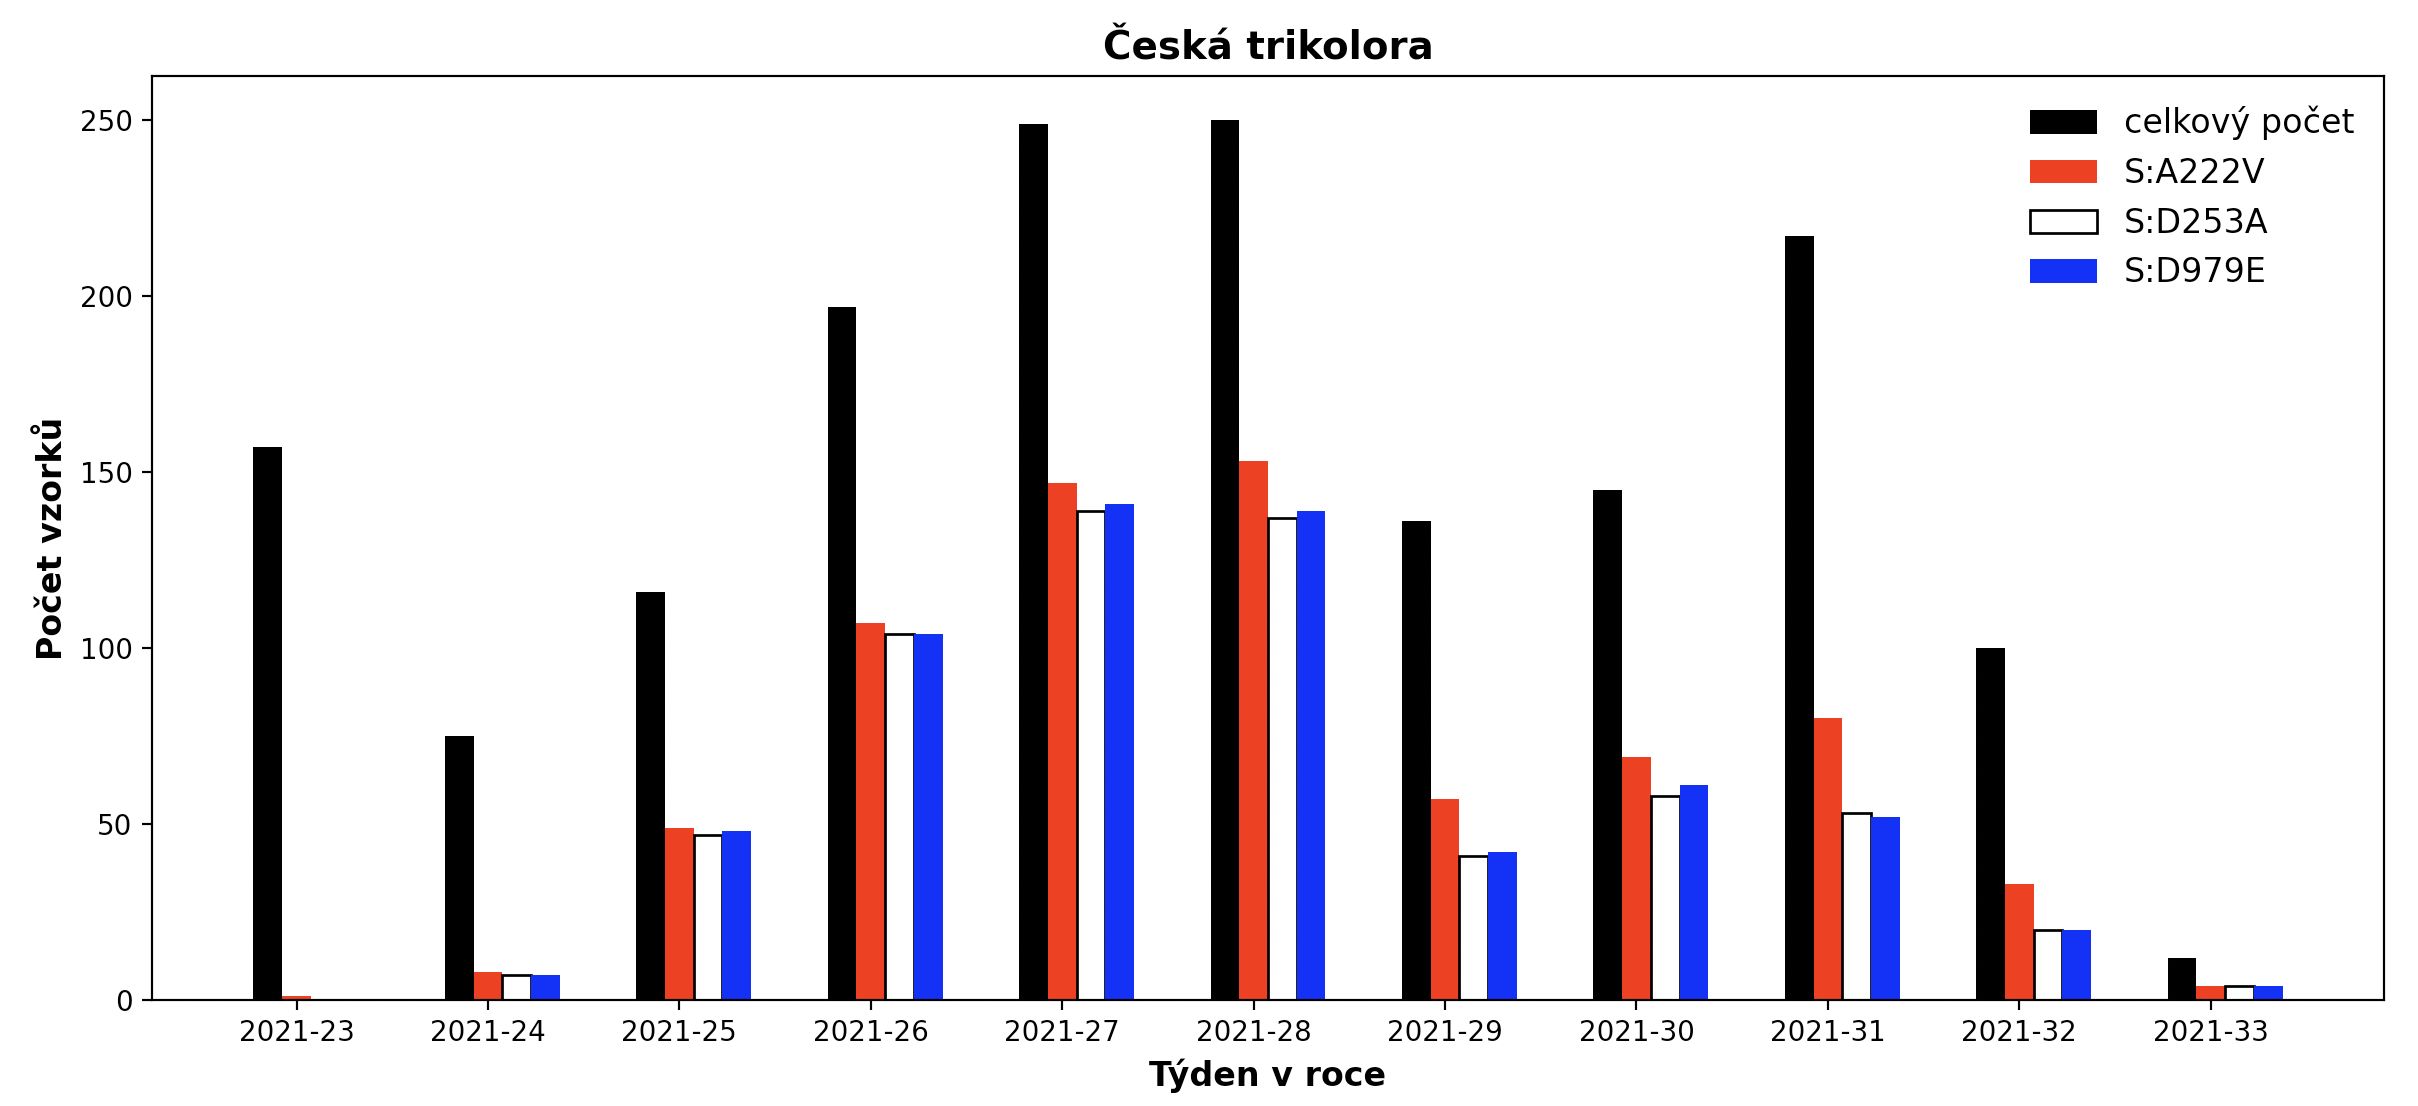 Česká trikolora
250
200
150
100
50
0
Počet vzorků
celkový počet
S:A222V
S:D253A
S:D979E
2021-23 2021-24 2021-25 2021-26 2021-27 2021-28 2021-29 2021-30 2021-31 2021-32 2021-33
Týden v roce